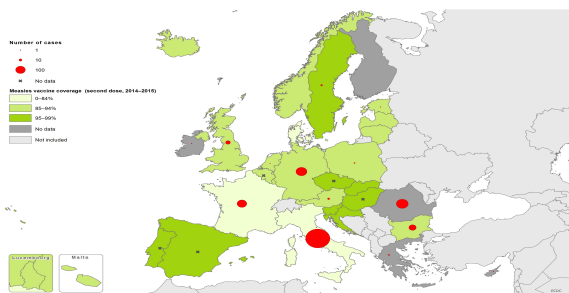 Number of cases
1
10
100
No data
Measles vaccine coverage (second dose, 2014–2015)
0–84%
85–94%
95–99%
No data
Not included
Luxembourg
Malta
ECDC